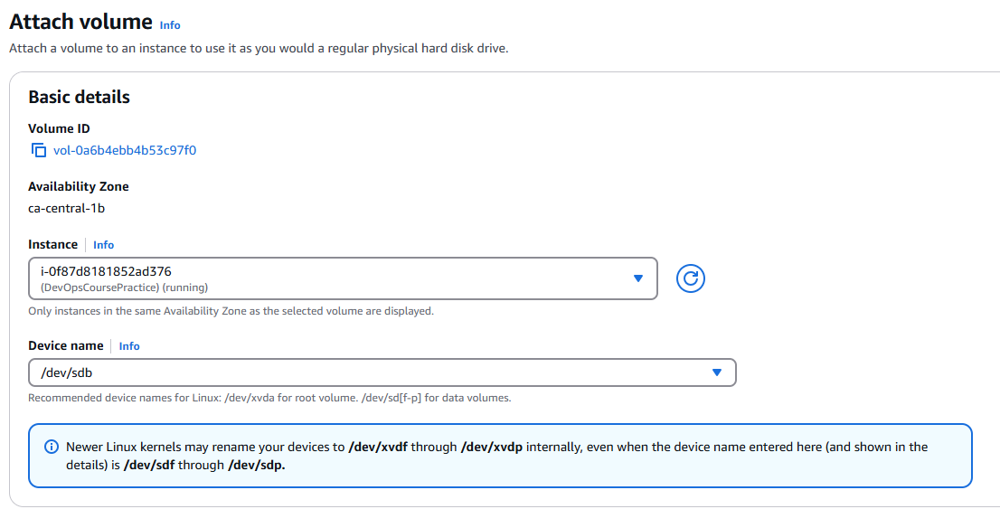 Attach volume Info
Attach a volume to an instance to use it as you would a regular physical hard disk drive.
Basic details
Volume ID
vol-0a6b4ebb4b53c97f0
Availability Zone
ca-central-1b
Instance Info
i-0f87d8181852ad376
(DevOpsCoursePractice) (running)
Only instances in the same Availability Zone as the selected volume are displayed.
Device name Info
/dev/sdb
Recommended device names for Linux: /dev/xvda for root volume. /dev/sd[f-p] for data volumes.
Newer Linux kernels may rename your devices to /dev/xvdf through /dev/xvdp internally, even when the device name entered here (and shown in the
details) is /dev/sdf through /dev/sdp.